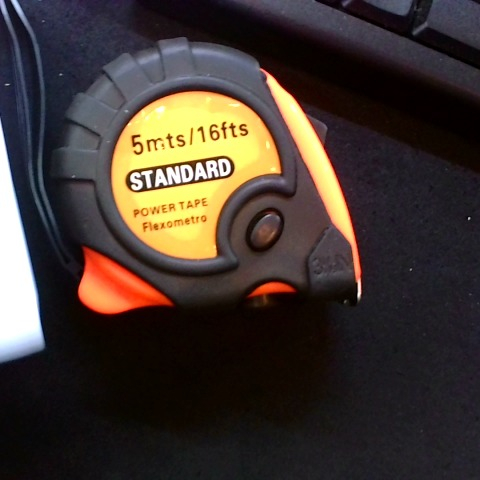 5mts/16fts
STANDARD
POWER TAPE
Flexometro